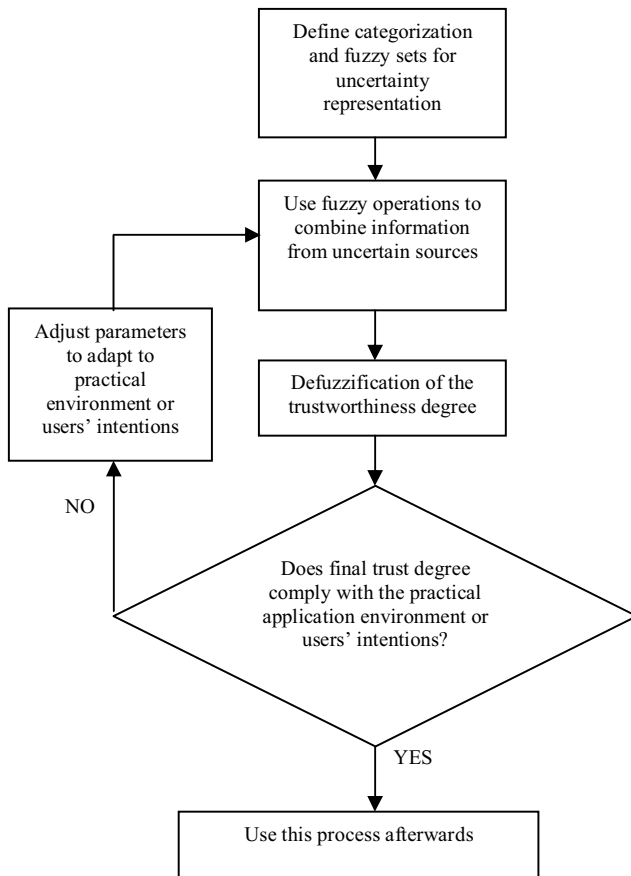 Define categorization
and fuzzy sets for
uncertainty
representation
Use fuzzy operations to
combine information
from uncertain sources
Adjust parameters
to adapt to
practical
environment or
users’ intentions
Defuzzification of the
trustworthiness degree
NO
Does final trust degree
comply with the practical
application environment or
users’ intentions?
YES
Use this process afterwards